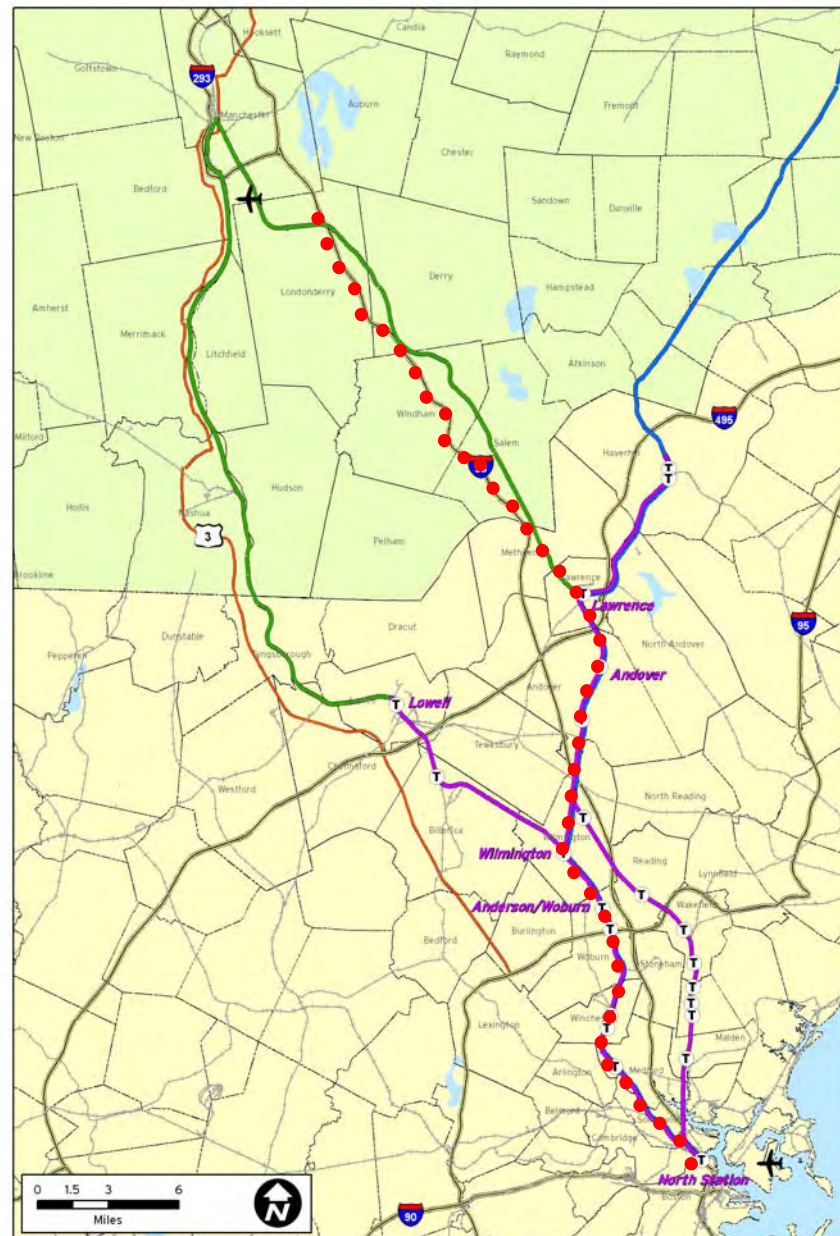 Hooksett
Candia
Raymond
Goffstown
293
Auburn
Fremont
Manchester
New Boston
Chester
Bedford
Sandown
Danville
Derry
Hampstead
Londonderry
Amherst
Merrimack
Litchfield
Atkinson
Windham
495
Milford
Salem
Haverhill
Hudson
Hollis
Nashua
3
Pelham
Methuen
Brookline
Lawrence
T
T
T
Lawrence
95
Dracut
Dunstable
North Andover
Pepperell
Tyngsborough
Andover
Andover
T
Lowell
Tewksbury
Chelmsford
T
Westford
North Reading
Billerica
T
Wilmington
Wilmington
Reading
Lynnfield
T
Anderson/Woburn
T
Wakefield
Burlington
T
T
Bedford
Woburn
Stoneham
T
T
T
T
Lexington
Winchester
T
Malden
T
T
Arlington
Medford
Belmont
Somerville
Cambridge
T
North Station
Boston
0 1.5 3 6
Miles
N
90